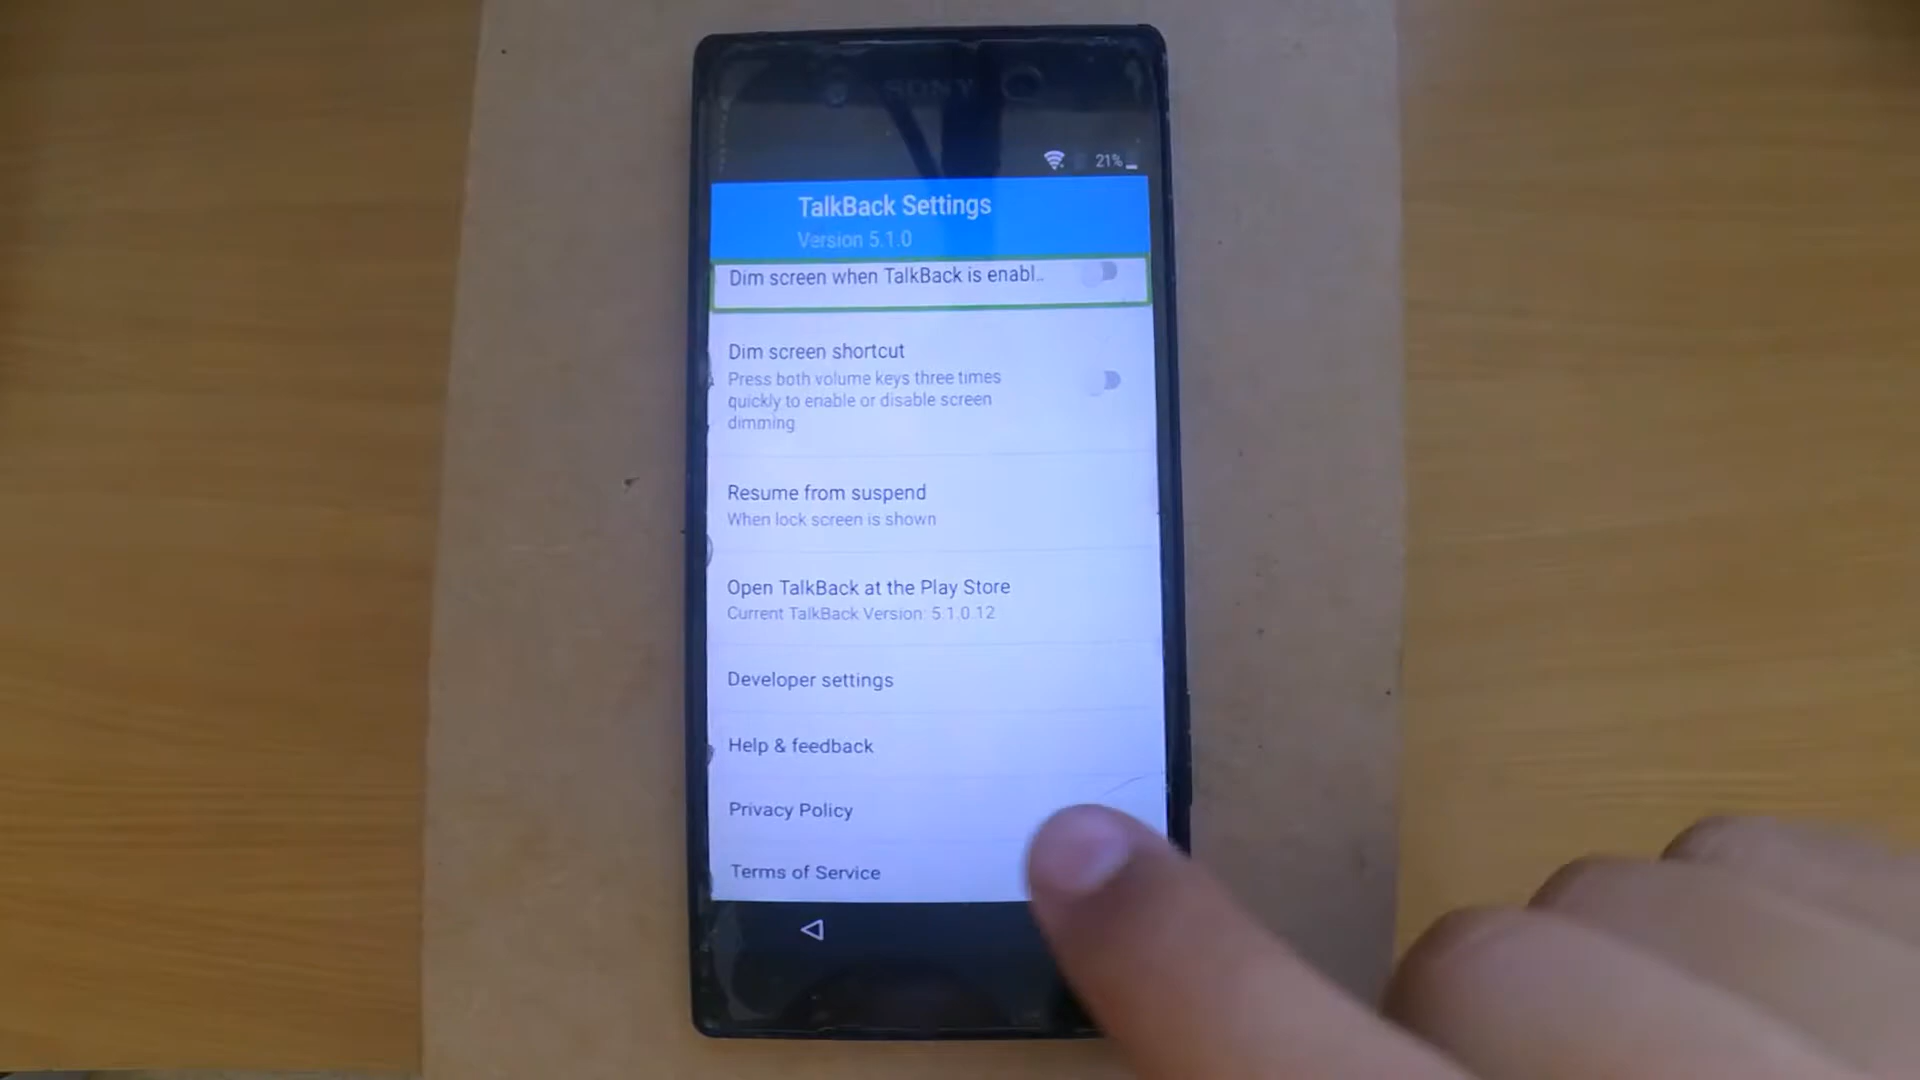 SONY
21%
TalkBack Settings
Version 5.1.0
Dim screen when TalkBack is enabl..
Dim screen shortcut
Press both volume keys three times
quickly to enable or disable screen
dimming
Resume from suspend
When lock screen is shown
Open TalkBack at the Play Store
Current TalkBack Version: 5.1.0.12
Developer settings
Help & feedback
Privacy Policy
Terms of Service